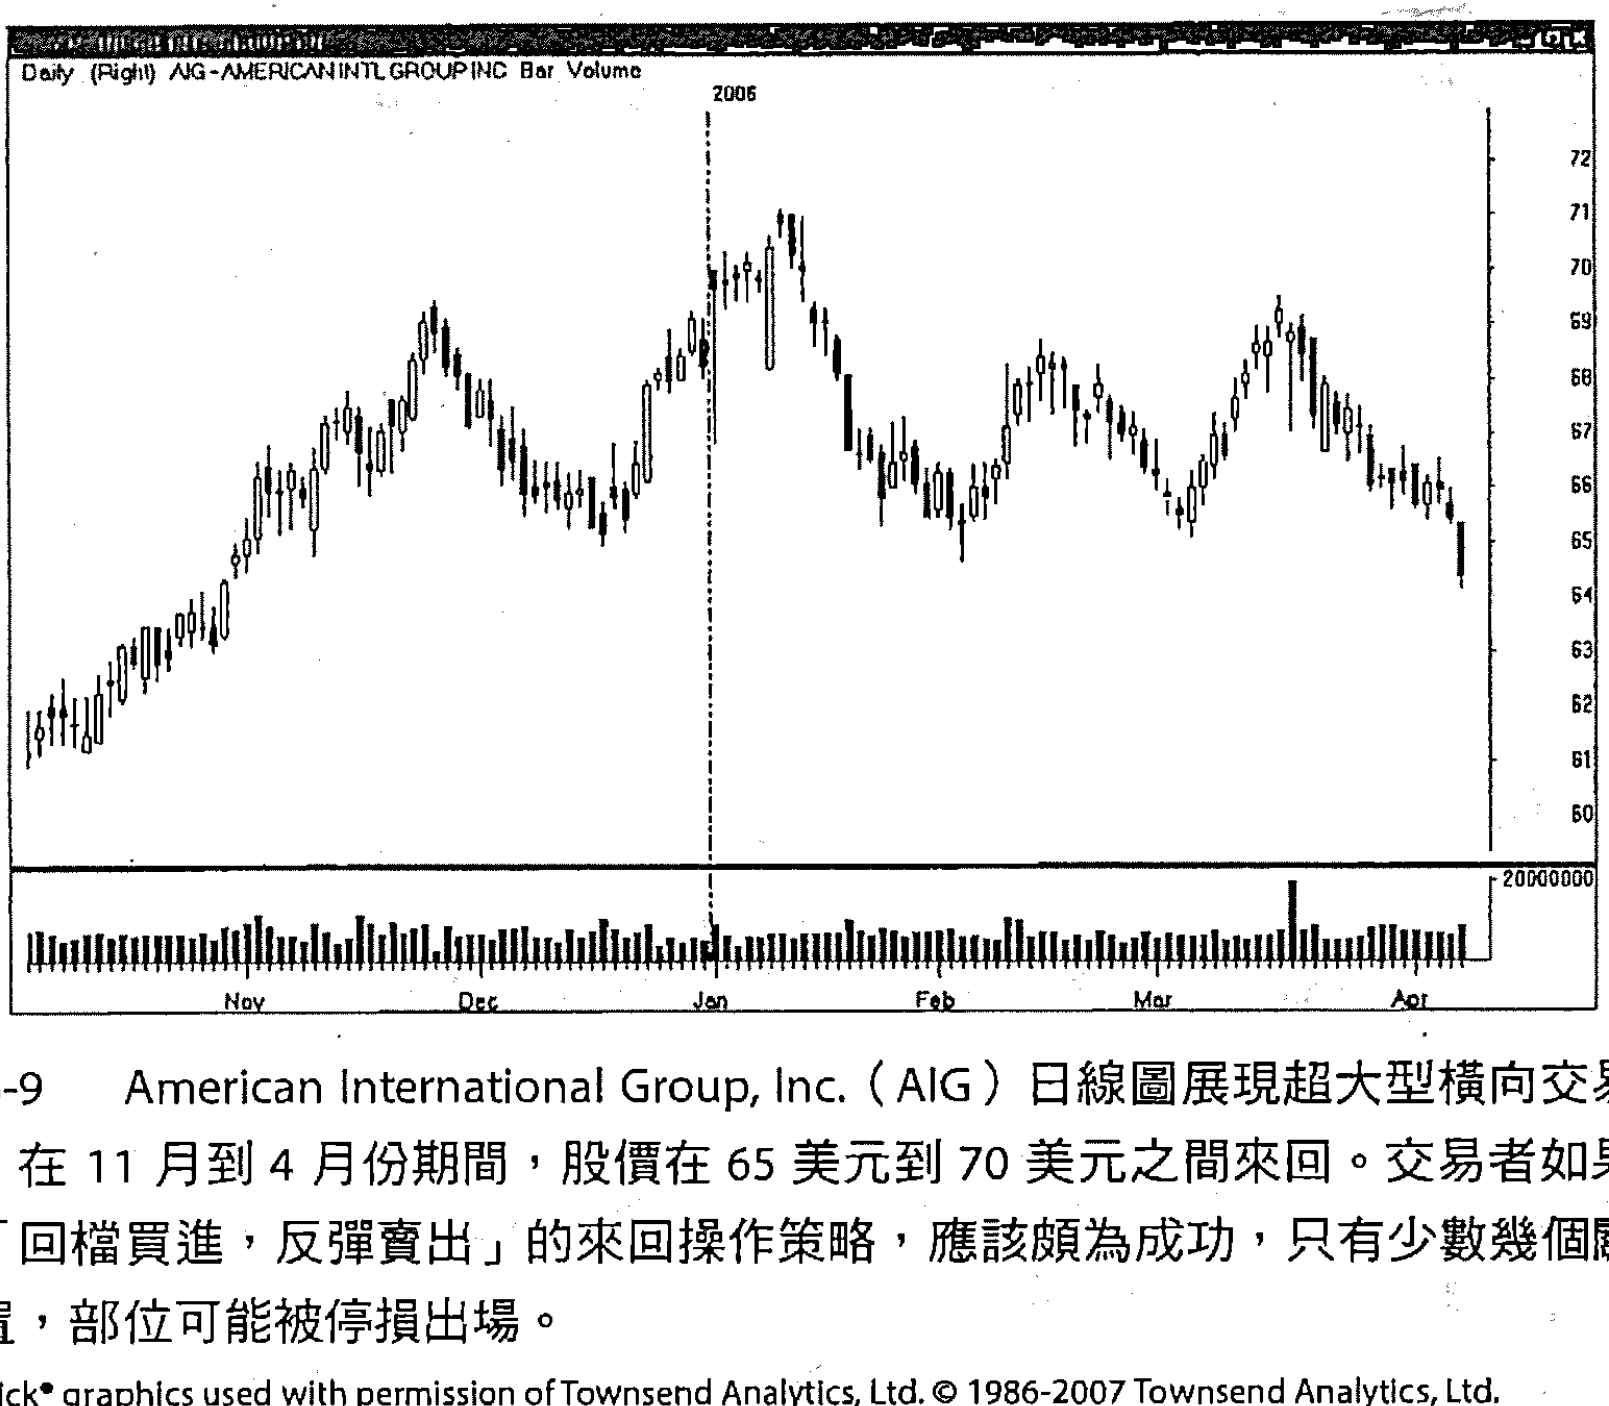 Daily (Right) AIG-AMERICAN INTL GROUP INC Bar Volume
2006
72
71
70
69
68
67
66
65
64
63
62
61
60
20000000
Nov Dec Jan Feb Mar Apr
-9 American International Group, Inc.（AIG）日線圖展現超大型橫向交易
在 11 月到 4 月份期間，股價在 65 美元到 70 美元之間來回。交易者如果
「回檔買進，反彈賣出」的來回操作策略，應該頗為成功，只有少數幾個
，部位可能被停損出場。
ick® graphics used with permission of Townsend Analytics, Ltd. © 1986-2007 Townsend Analytics, Ltd.